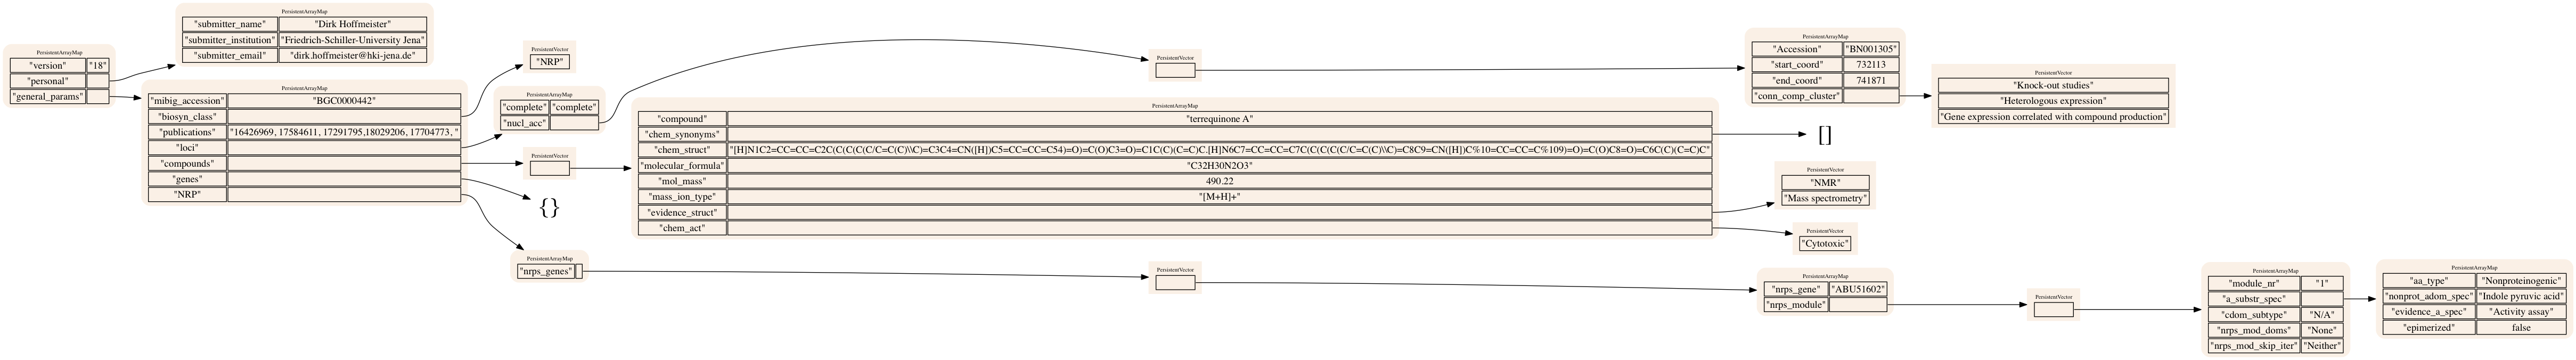 PersistentArrayMap
"version" "18"
"personal"
"general_params"
PersistentArrayMap
"submitter_name" "Dirk Hoffmeister"
"submitter_institution" "Friedrich-Schiller-University Jena"
"submitter_email" "dirk.hoffmeister@hki-jena.de"
PersistentArrayMap
"mibig_accession" "BGC0000442"
"biosyn_class"
"publications" "16426969, 17584611, 17291795,18029206, 17704773, "
"loci"
"compounds"
"genes"
"NRP"
PersistentVector
"NRP"
PersistentArrayMap
"complete" "complete"
"nucl_acc"
PersistentVector
{}
PersistentArrayMap
"nrps_genes"
PersistentArrayMap
"compound" "terrequinone A"
"chem_synonyms"
"chem_struct" "[H]N1C2=CC=CC=C2C(C(C(C(C/C=C(C)\\C)=C3C4=CN([H])C5=CC=CC=C54)=O)=C(O)C3=O)=C1C(C)(C=C)C.[H]N6C7=CC=CC=C7C(C(C(C(C/C=C(C)\\C)=C8C9=CN([H])C%10=CC=CC=C%109)=O)=C(O)C8=O)=C6C(C)(C=C)C"
"molecular_formula" "C32H30N2O3"
"mol_mass" 490.22
"mass_ion_type" "[M+H]+"
"evidence_struct"
"chem_act"
PersistentVector
PersistentVector
PersistentArrayMap
"Accession" "BN001305"
"start_coord" 732113
"end_coord" 741871
"conn_comp_cluster"
PersistentVector
"Knock-out studies"
"Heterologous expression"
"Gene expression correlated with compound production"
[]
PersistentVector
"NMR"
"Mass spectrometry"
PersistentVector
"Cytotoxic"
PersistentArrayMap
"nrps_gene" "ABU51602"
"nrps_module"
PersistentVector
PersistentArrayMap
"module_nr" "1"
"a_substr_spec"
"cdom_subtype" "N/A"
"nrps_mod_doms" "None"
"nrps_mod_skip_iter" "Neither"
PersistentArrayMap
"aa_type" "Nonproteinogenic"
"nonprot_adom_spec" "Indole pyruvic acid"
"evidence_a_spec" "Activity assay"
"epimerized" false